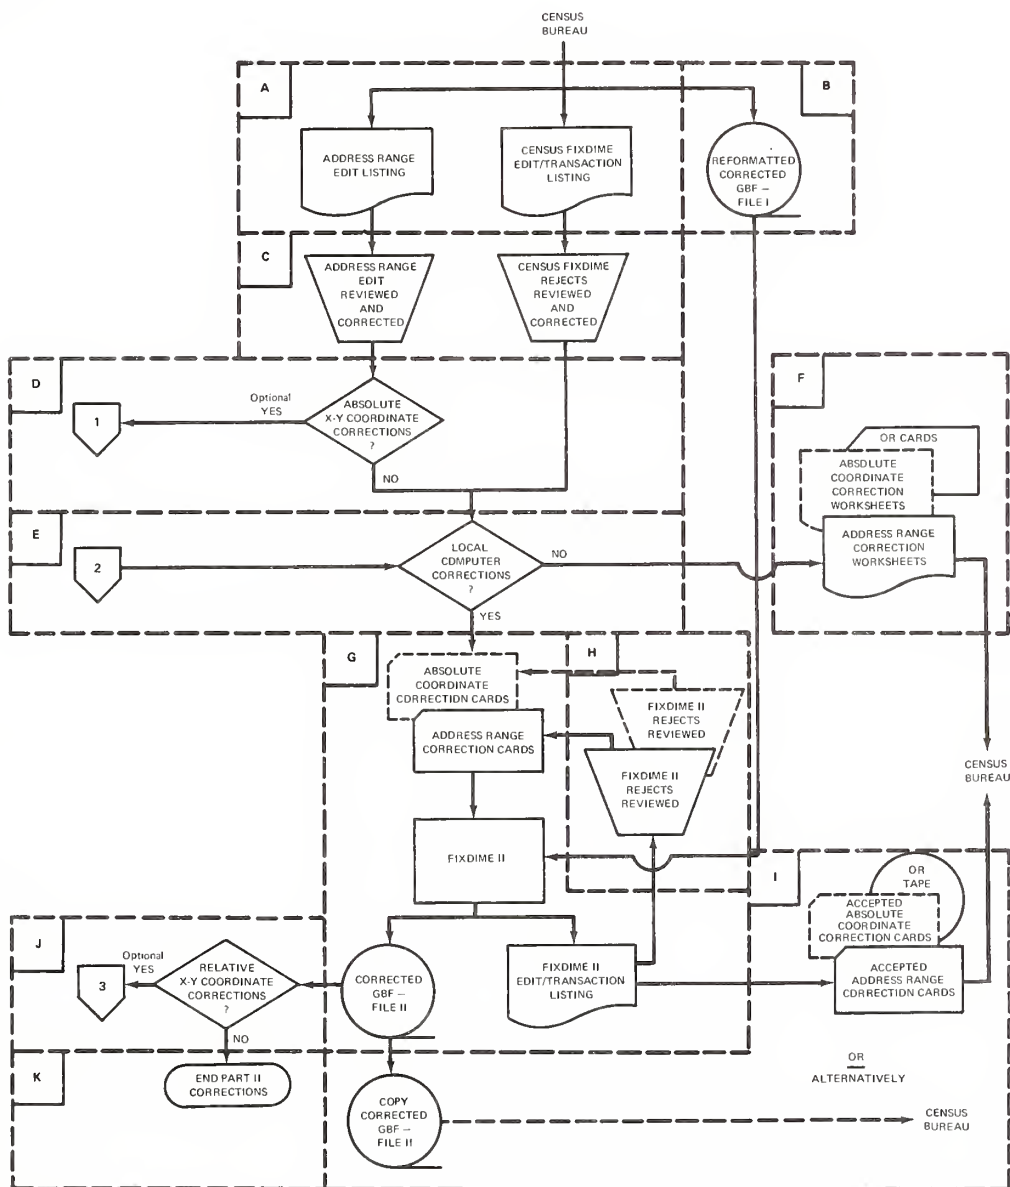 CENSUS
BUREAU
A
B
ADDRESS RANGE
EDIT LISTING
CENSUS FIXDIME
EDIT/TRANSACTION
LISTING
REFORMATTED
CORRECTED
GBF –
FILE I
C
ADDRESS RANGE
EDIT
REVIEWED
AND
CORRECTED
CENSUS FIXDIME
REJECTS
REVIEWED
AND
CORRECTED
D
Optional
YES
1
ABSOLUTE
X-Y COORDINATE
CORRECTIONS
?
NO
F
OR CARDS
ABSOLUTE
COORDINATE
CORRECTION
WORKSHEETS
ADDRESS RANGE
CORRECTION
WORKSHEETS
E
2
LOCAL
COMPUTER
CORRECTIONS
?
NO
YES
G
H
ABSOLUTE
COORDINATE
CORRECTION CARDS
ADDRESS RANGE
CORRECTION CARDS
FIXDIME II
REJECTS
REVIEWED
FIXDIME II
REJECTS
REVIEWED
CENSUS
BUREAU
FIXDIME II
I
OR
TAPE
ACCEPTED
ABSOLUTE
COORDINATE
CORRECTION CARDS
ACCEPTED
ADDRESS RANGE
CORRECTION CARDS
J
Optional
YES
3
RELATIVE
X-Y COORDINATE
CORRECTIONS
?
NO
CORRECTED
GBF –
FILE II
FIXDIME II
EDIT/TRANSACTION
LISTING
K
END PART II
CORRECTIONS
COPY
CORRECTED
GBF –
FILE II
OR
ALTERNATIVELY
CENSUS
BUREAU